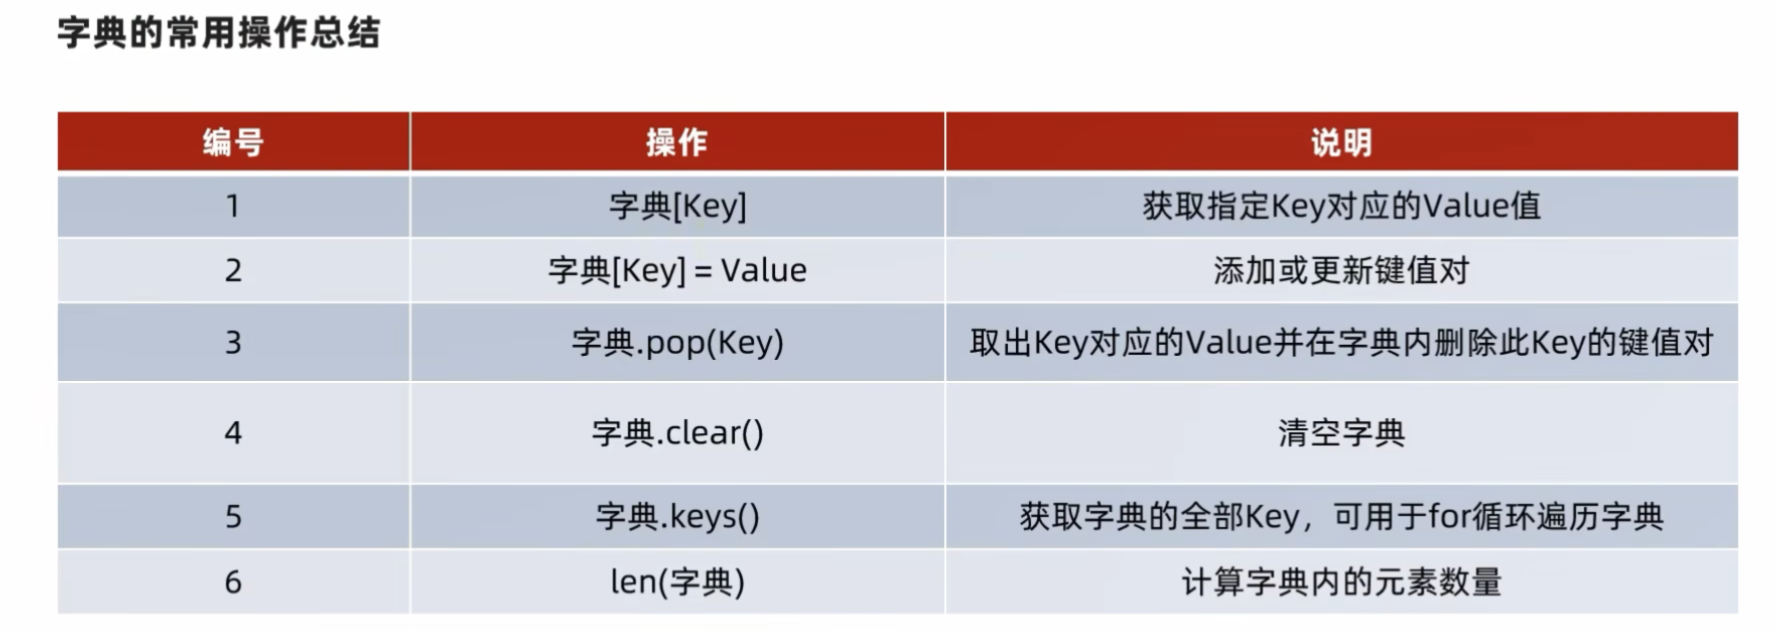 字典的常用操作总结
编号 操作 说明
1 字典[Key] 获取指定Key对应的Value值
2 字典[Key] = Value 添加或更新键值对
3 字典.pop(Key) 取出Key对应的Value并在字典内删除此Key的键值对
4 字典.clear() 清空字典
5 字典.keys() 获取字典的全部Key，可用于for循环遍历字典
6 len(字典) 计算字典内的元素数量